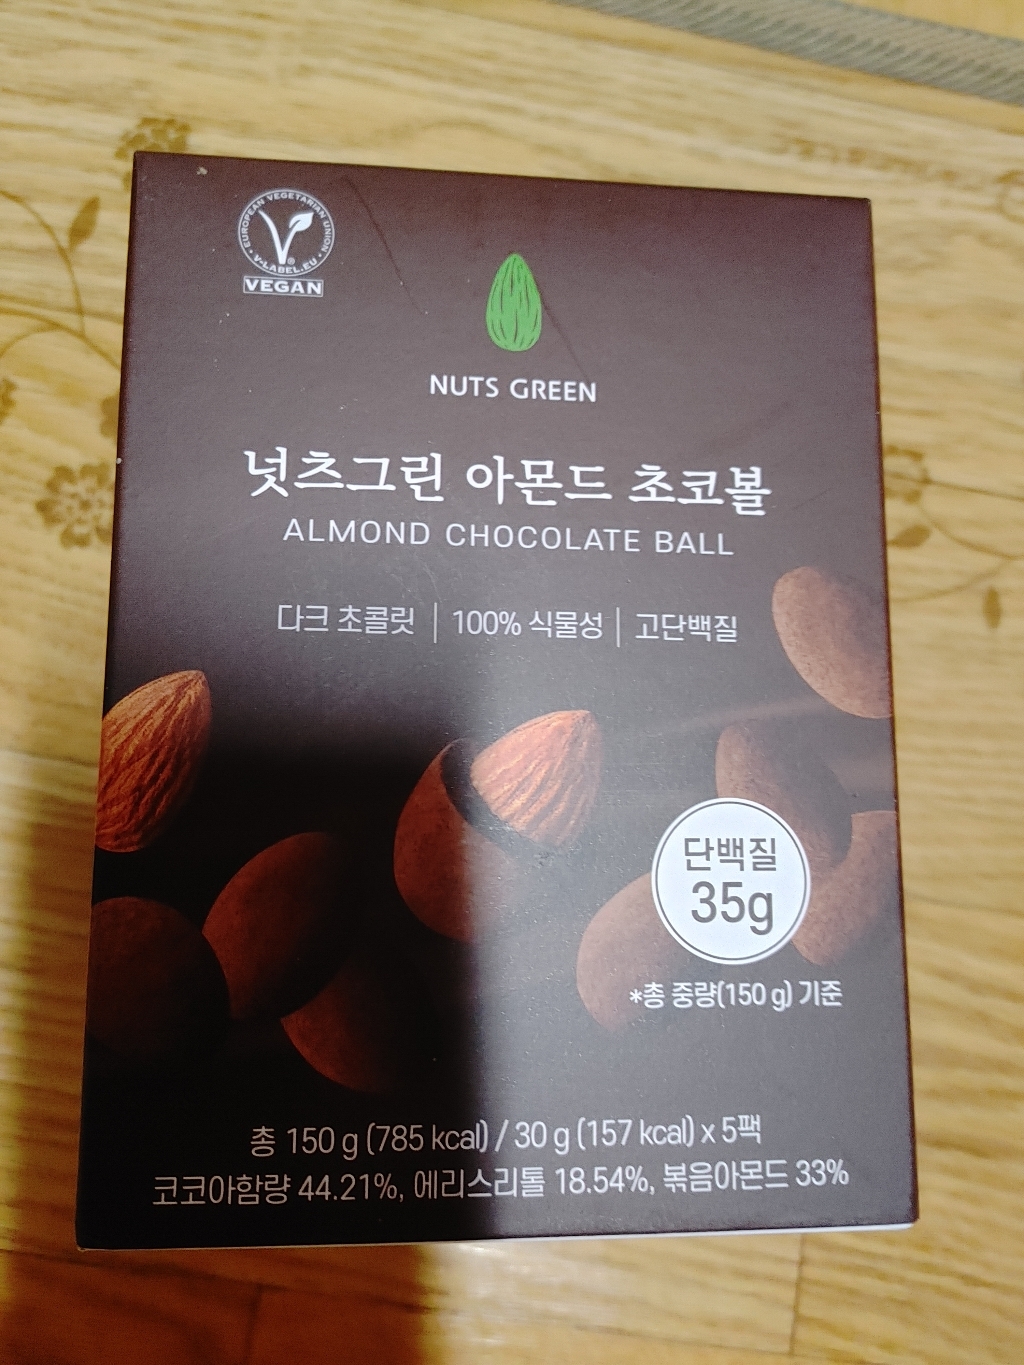 EUROPEAN VEGETARIAN UNION
V-LABEL.EU
VEGAN
NUTS GREEN
넛츠그린 아몬드 초코볼
ALMOND CHOCOLATE BALL
다크 초콜릿 | 100% 식물성 | 고단백질
단백질
35g
*총 중량(150 g) 기준
총 150 g (785 kcal) / 30 g (157 kcal) x 5팩
코코아함량 44.21%, 에리스리톨 18.54%, 볶음아몬드 33%